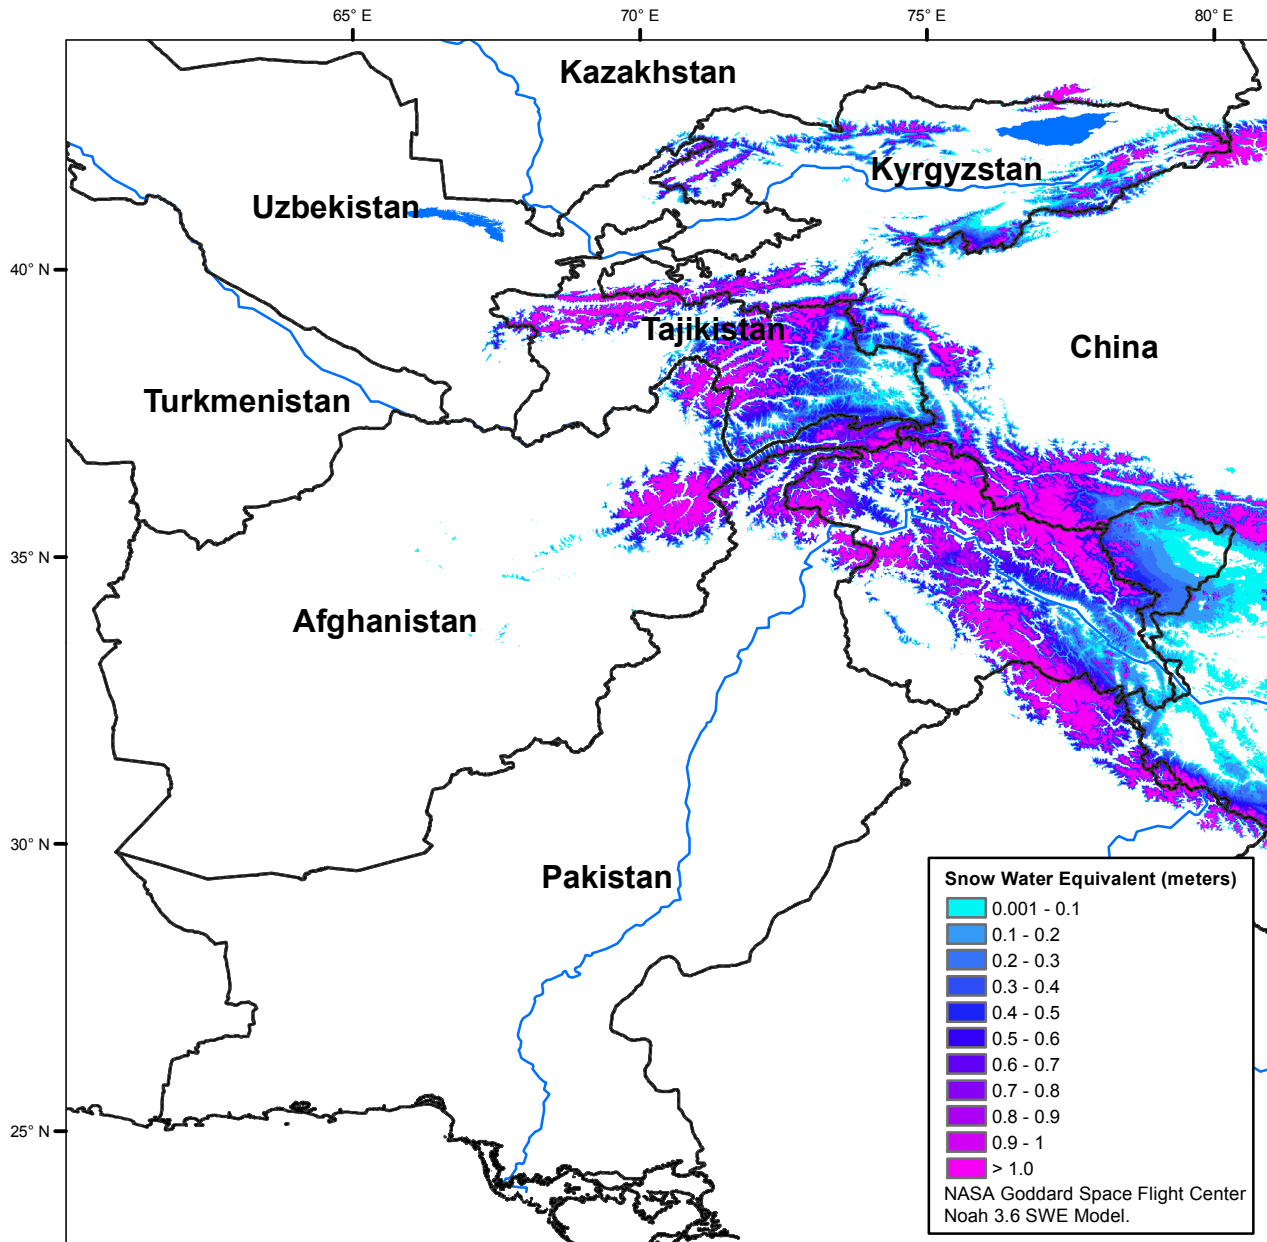 65° E
70° E
75° E
80° E
Kazakhstan
Kyrgyzstan
Uzbekistan
40° N
Tajikistan
China
Turkmenistan
35° N
Afghanistan
30° N
Pakistan
25° N
Snow Water Equivalent (meters)
0.001 - 0.1
0.1 - 0.2
0.2 - 0.3
0.3 - 0.4
0.4 - 0.5
0.5 - 0.6
0.6 - 0.7
0.7 - 0.8
0.8 - 0.9
0.9 - 1
> 1.0
NASA Goddard Space Flight Center
Noah 3.6 SWE Model.